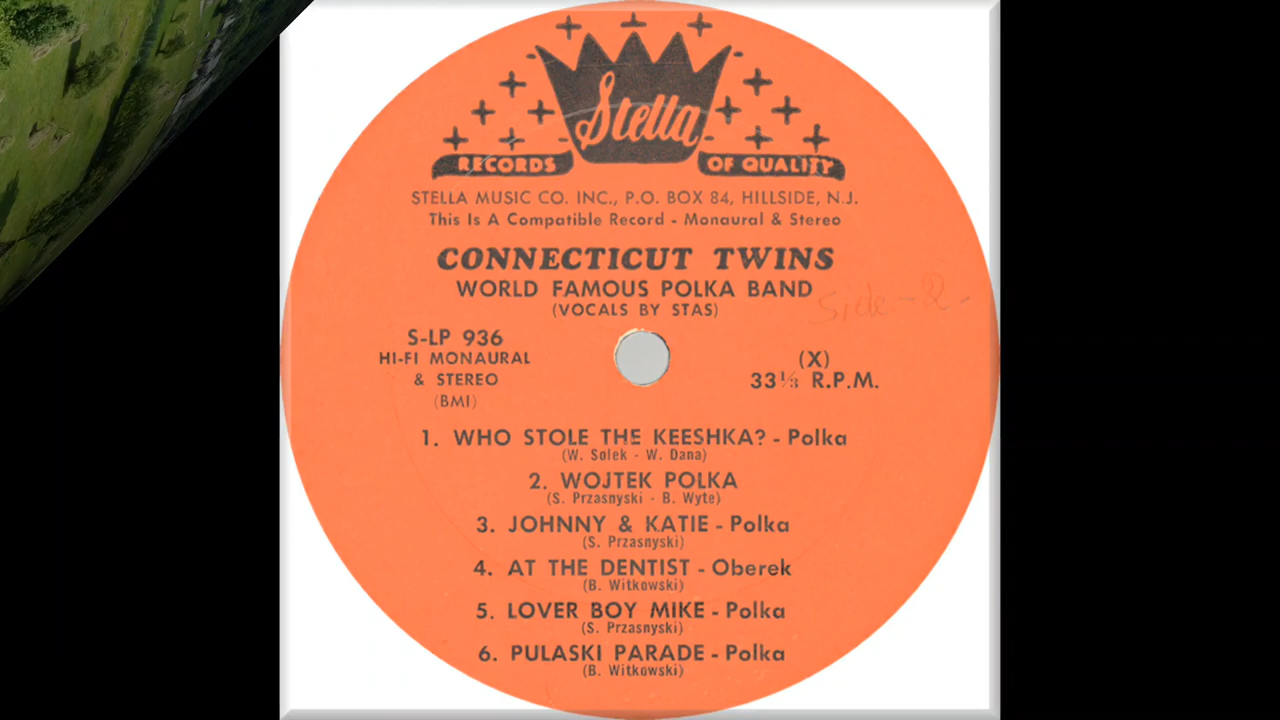 Stella
RECORDS OF QUALITY
STELLA MUSIC CO. INC., P.O. BOX 84, HILLSIDE, N.J.
This Is A Compatible Record - Monaural & Stereo
CONNECTICUT TWINS
WORLD FAMOUS POLKA BAND
(VOCALS BY STAS)
Side - 2 -
S-LP 936
HI-FI MONAURAL
& STEREO
(BMI)
(X)
33⅓ R.P.M.
1. WHO STOLE THE KEESHKA? - Polka
(W. Solek - W. Dana)
2. WOJTEK POLKA
(S. Przasnyski - B. Wyte)
3. JOHNNY & KATIE - Polka
(S. Przasnyski)
4. AT THE DENTIST - Oberek
(B. Witkowski)
5. LOVER BOY MIKE - Polka
(S. Przasnyski)
6. PULASKI PARADE - Polka
(B. Witkowski)